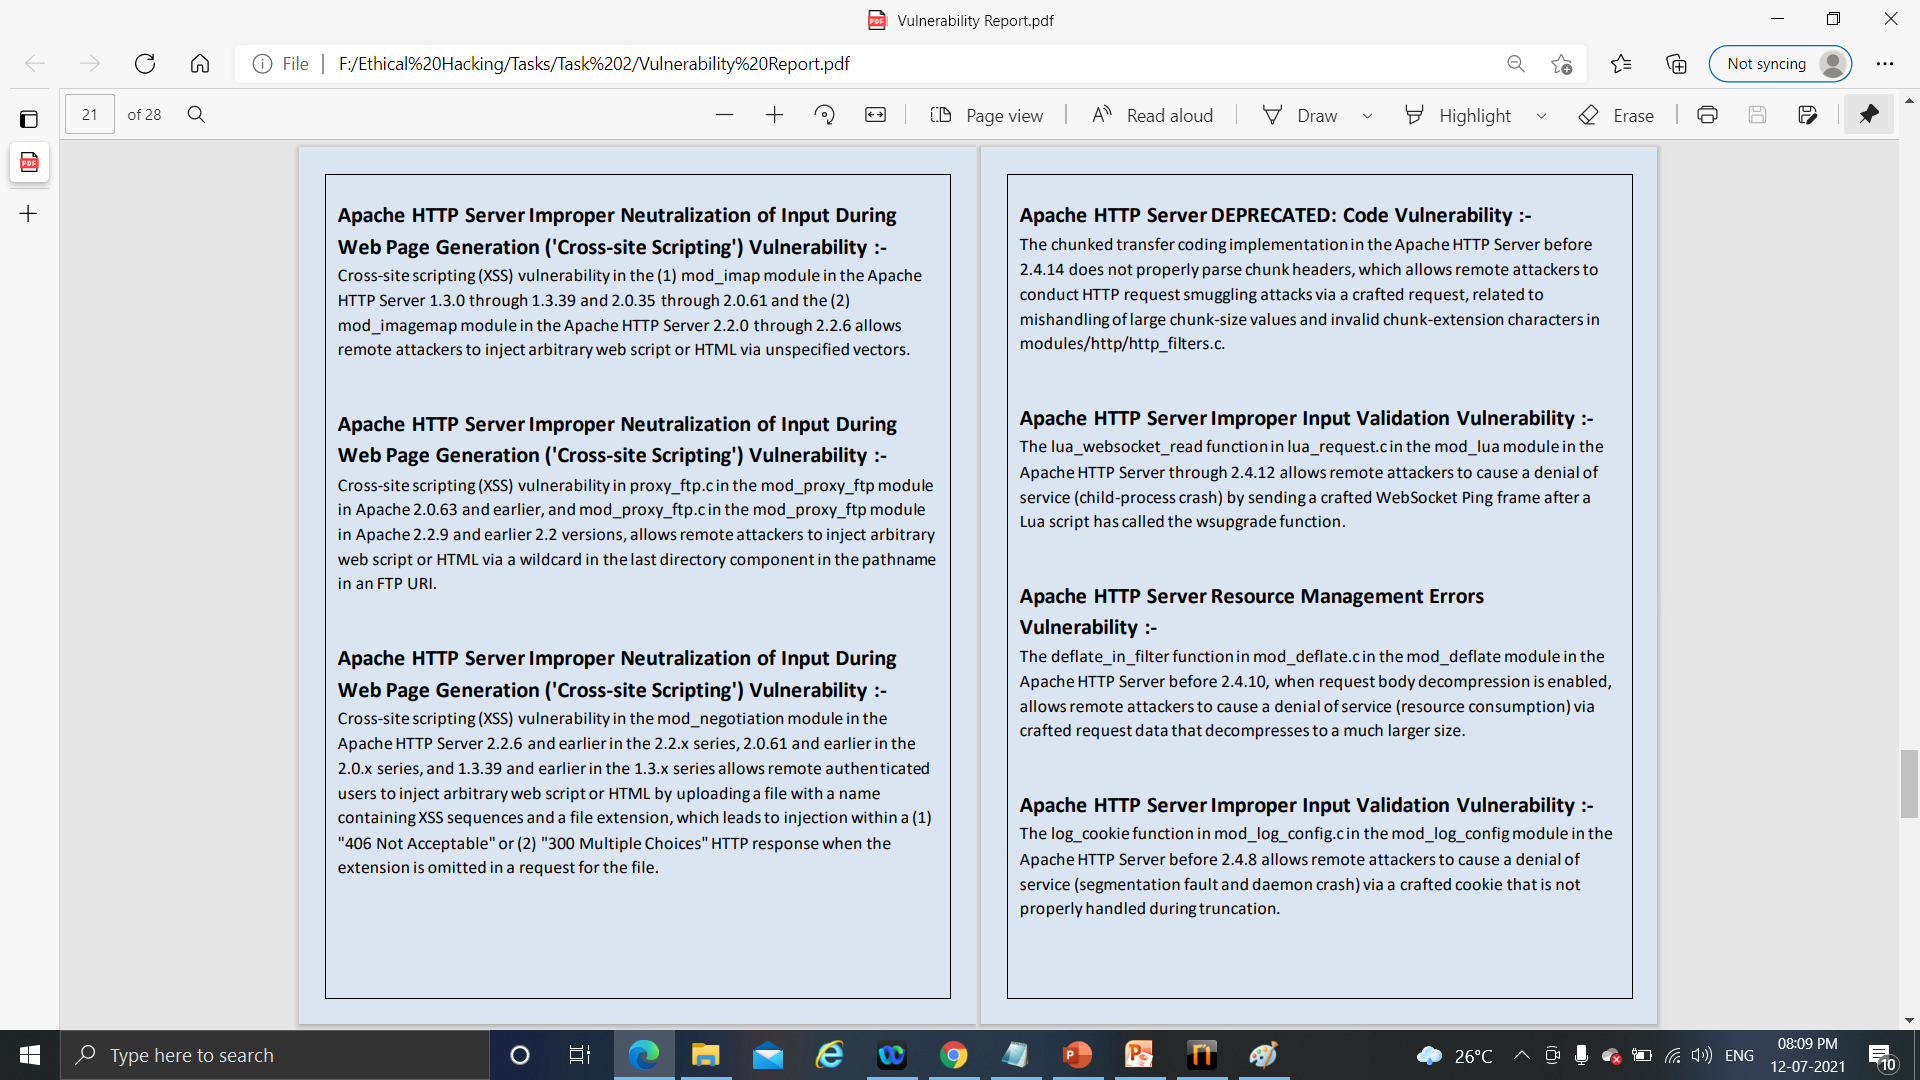 Vulnerability Report.pdf
File
F:/Ethical%20Hacking/Tasks/Task%202/Vulnerability%20Report.pdf
Not syncing
21
of 28
Page view
Read aloud
Draw
Highlight
Erase
PDF
Apache HTTP Server Improper Neutralization of Input During
Web Page Generation ('Cross-site Scripting') Vulnerability :-
Cross-site scripting (XSS) vulnerability in the (1) mod_imap module in the Apache
HTTP Server 1.3.0 through 1.3.39 and 2.0.35 through 2.0.61 and the (2)
mod_imagemap module in the Apache HTTP Server 2.2.0 through 2.2.6 allows
remote attackers to inject arbitrary web script or HTML via unspecified vectors.
Apache HTTP Server Improper Neutralization of Input During
Web Page Generation ('Cross-site Scripting') Vulnerability :-
Cross-site scripting (XSS) vulnerability in proxy_ftp.c in the mod_proxy_ftp module
in Apache 2.0.63 and earlier, and mod_proxy_ftp.c in the mod_proxy_ftp module
in Apache 2.2.9 and earlier 2.2 versions, allows remote attackers to inject arbitrary
web script or HTML via a wildcard in the last directory component in the pathname
in an FTP URI.
Apache HTTP Server Improper Neutralization of Input During
Web Page Generation ('Cross-site Scripting') Vulnerability :-
Cross-site scripting (XSS) vulnerability in the mod_negotiation module in the
Apache HTTP Server 2.2.6 and earlier in the 2.2.x series, 2.0.61 and earlier in the
2.0.x series, and 1.3.39 and earlier in the 1.3.x series allows remote authenticated
users to inject arbitrary web script or HTML by uploading a file with a name
containing XSS sequences and a file extension, which leads to injection within a (1)
"406 Not Acceptable" or (2) "300 Multiple Choices" HTTP response when the
extension is omitted in a request for the file.
Apache HTTP Server DEPRECATED: Code Vulnerability :-
The chunked transfer coding implementation in the Apache HTTP Server before
2.4.14 does not properly parse chunk headers, which allows remote attackers to
conduct HTTP request smuggling attacks via a crafted request, related to
mishandling of large chunk-size values and invalid chunk-extension characters in
modules/http/http_filters.c.
Apache HTTP Server Improper Input Validation Vulnerability :-
The lua_websocket_read function in lua_request.c in the mod_lua module in the
Apache HTTP Server through 2.4.12 allows remote attackers to cause a denial of
service (child-process crash) by sending a crafted WebSocket Ping frame after a
Lua script has called the wsupgrade function.
Apache HTTP Server Resource Management Errors
Vulnerability :-
The deflate_in_filter function in mod_deflate.c in the mod_deflate module in the
Apache HTTP Server before 2.4.10, when request body decompression is enabled,
allows remote attackers to cause a denial of service (resource consumption) via
crafted request data that decompresses to a much larger size.
Apache HTTP Server Improper Input Validation Vulnerability :-
The log_cookie function in mod_log_config.c in the mod_log_config module in the
Apache HTTP Server before 2.4.8 allows remote attackers to cause a denial of
service (segmentation fault and daemon crash) via a crafted cookie that is not
properly handled during truncation.
Type here to search
26°C
ENG
08:09 PM
12-07-2021
10